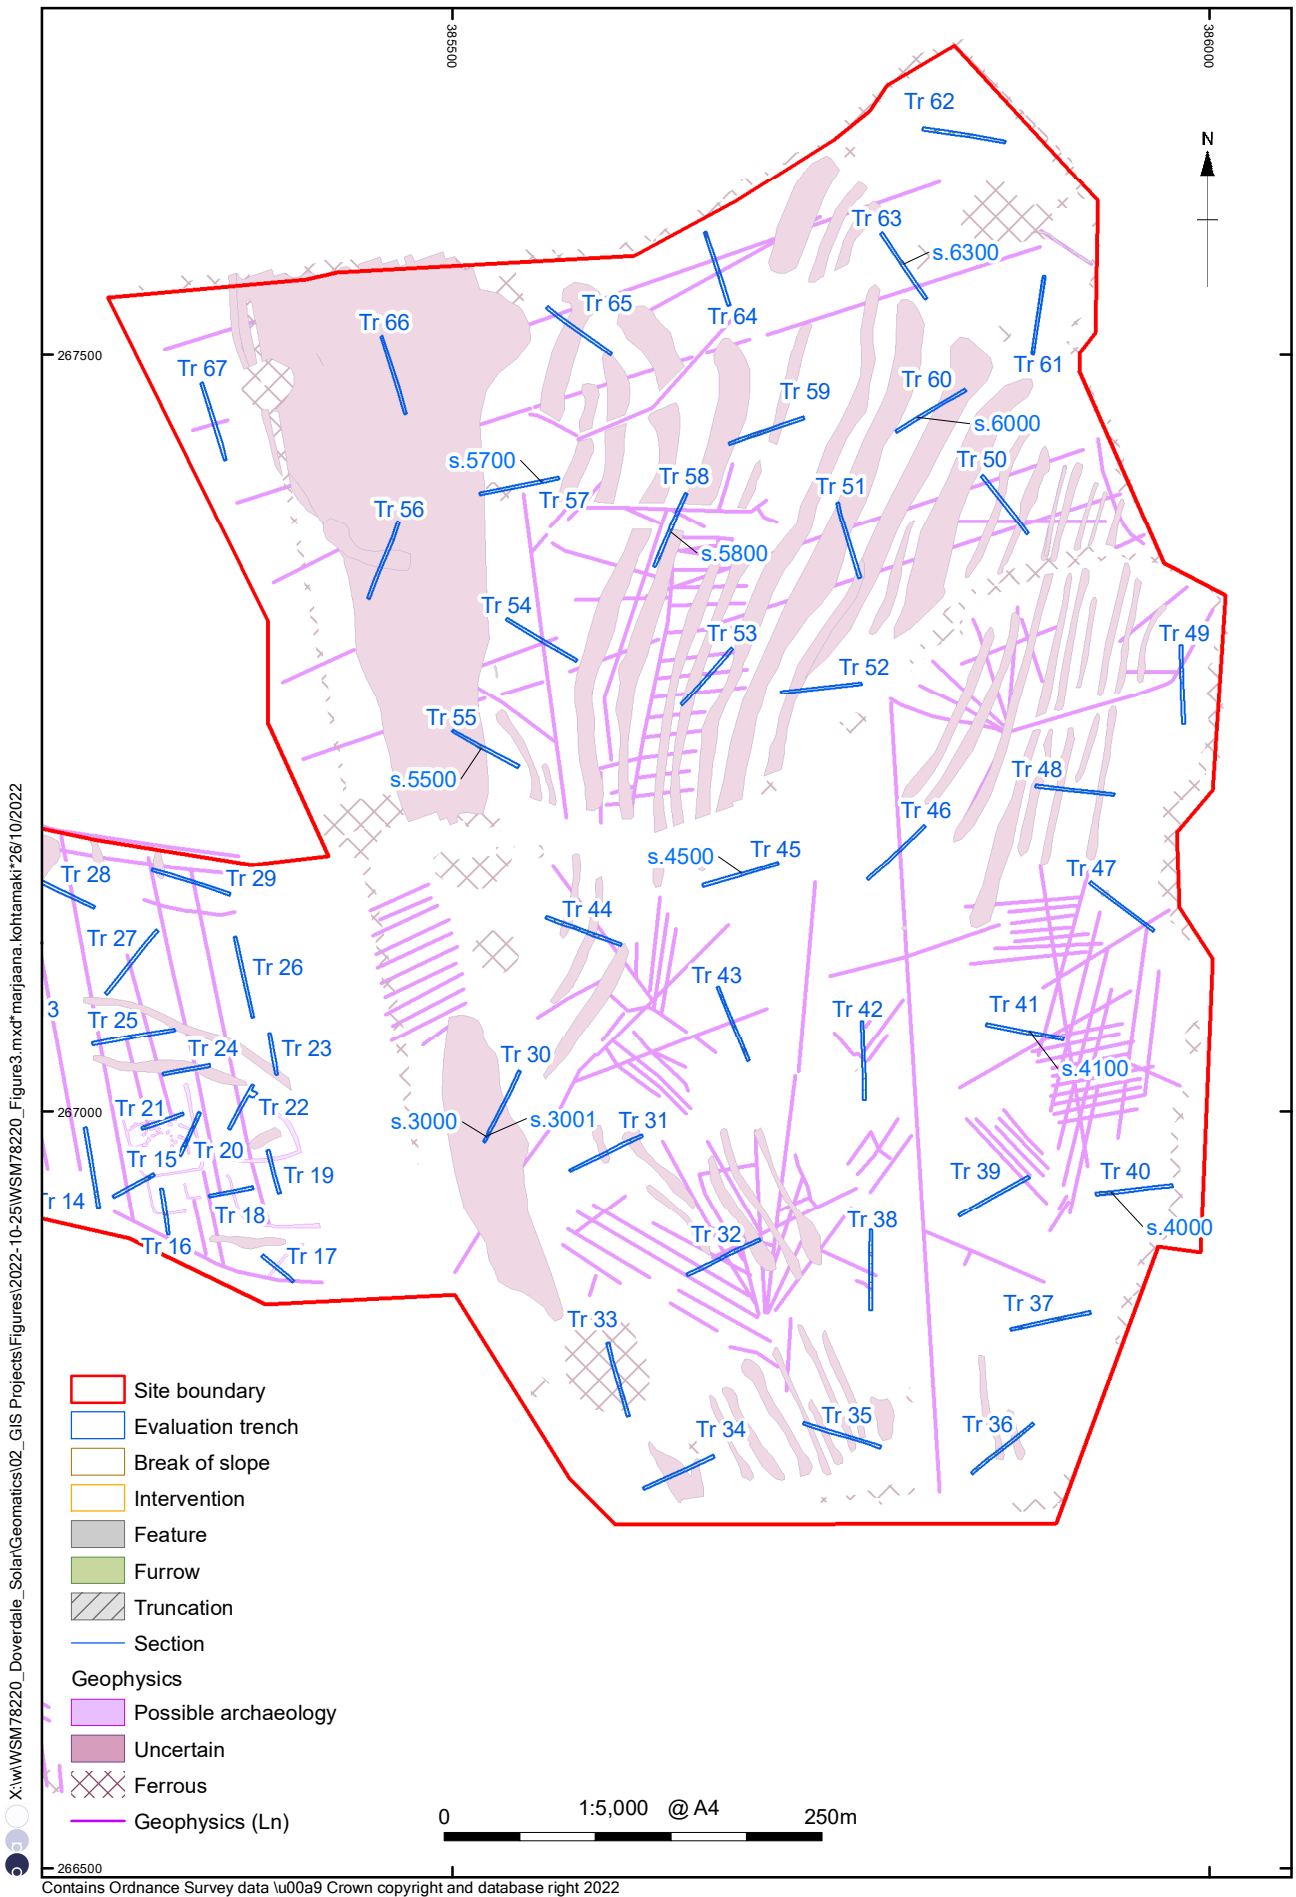 385500
386000
N
Tr 62
Tr 63
s.6300
Tr 64
Tr 65
Tr 66
Tr 61
267500
Tr 67
Tr 59
Tr 60
s.6000
s.5700
Tr 57
Tr 58
Tr 50
Tr 51
Tr 56
s.5800
Tr 54
Tr 53
Tr 49
Tr 52
Tr 55
s.5500
Tr 48
Tr 46
s.4500
Tr 45
Tr 47
Tr 28
Tr 29
Tr 44
Tr 27
Tr 26
Tr 43
3
Tr 25
Tr 42
Tr 41
Tr 24
Tr 23
Tr 30
s.4100
267000
Tr 21
Tr 22
s.3000
s.3001
Tr 31
Tr 15
Tr 20
Tr 19
Tr 39
Tr 40
r 14
Tr 18
Tr 38
s.4000
Tr 16
Tr 17
Tr 32
Tr 37
Tr 33
Tr 34
Tr 35
Tr 36
Site boundary
Evaluation trench
Break of slope
Intervention
Feature
Furrow
Truncation
Section
Geophysics
Possible archaeology
Uncertain
Ferrous
Geophysics (Ln)
0
1:5,000 @ A4
250m
266500
Contains Ordnance Survey data \u00a9 Crown copyright and database right 2022
X:\w\WSM78220_Doverdale_Solar\Geomatics\02_GIS Projects\Figures\2022-10-25\WSM78220_Figure3.mxd*marjaana.kohtamaki*26/10/2022